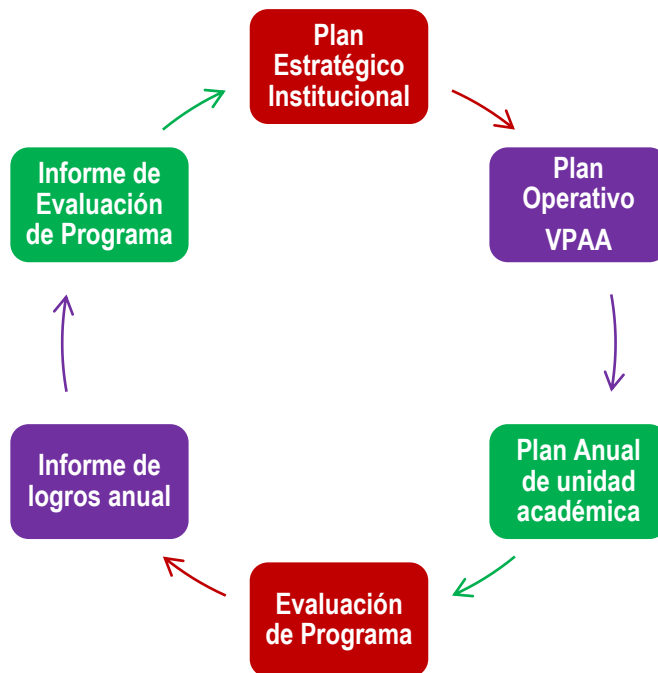 Plan
Estratégico
Institucional
Plan
Operativo
VPAA
Plan Anual
de unidad
académica
Evaluación
de Programa
Informe de
logros anual
Informe de
Evaluación
de Programa